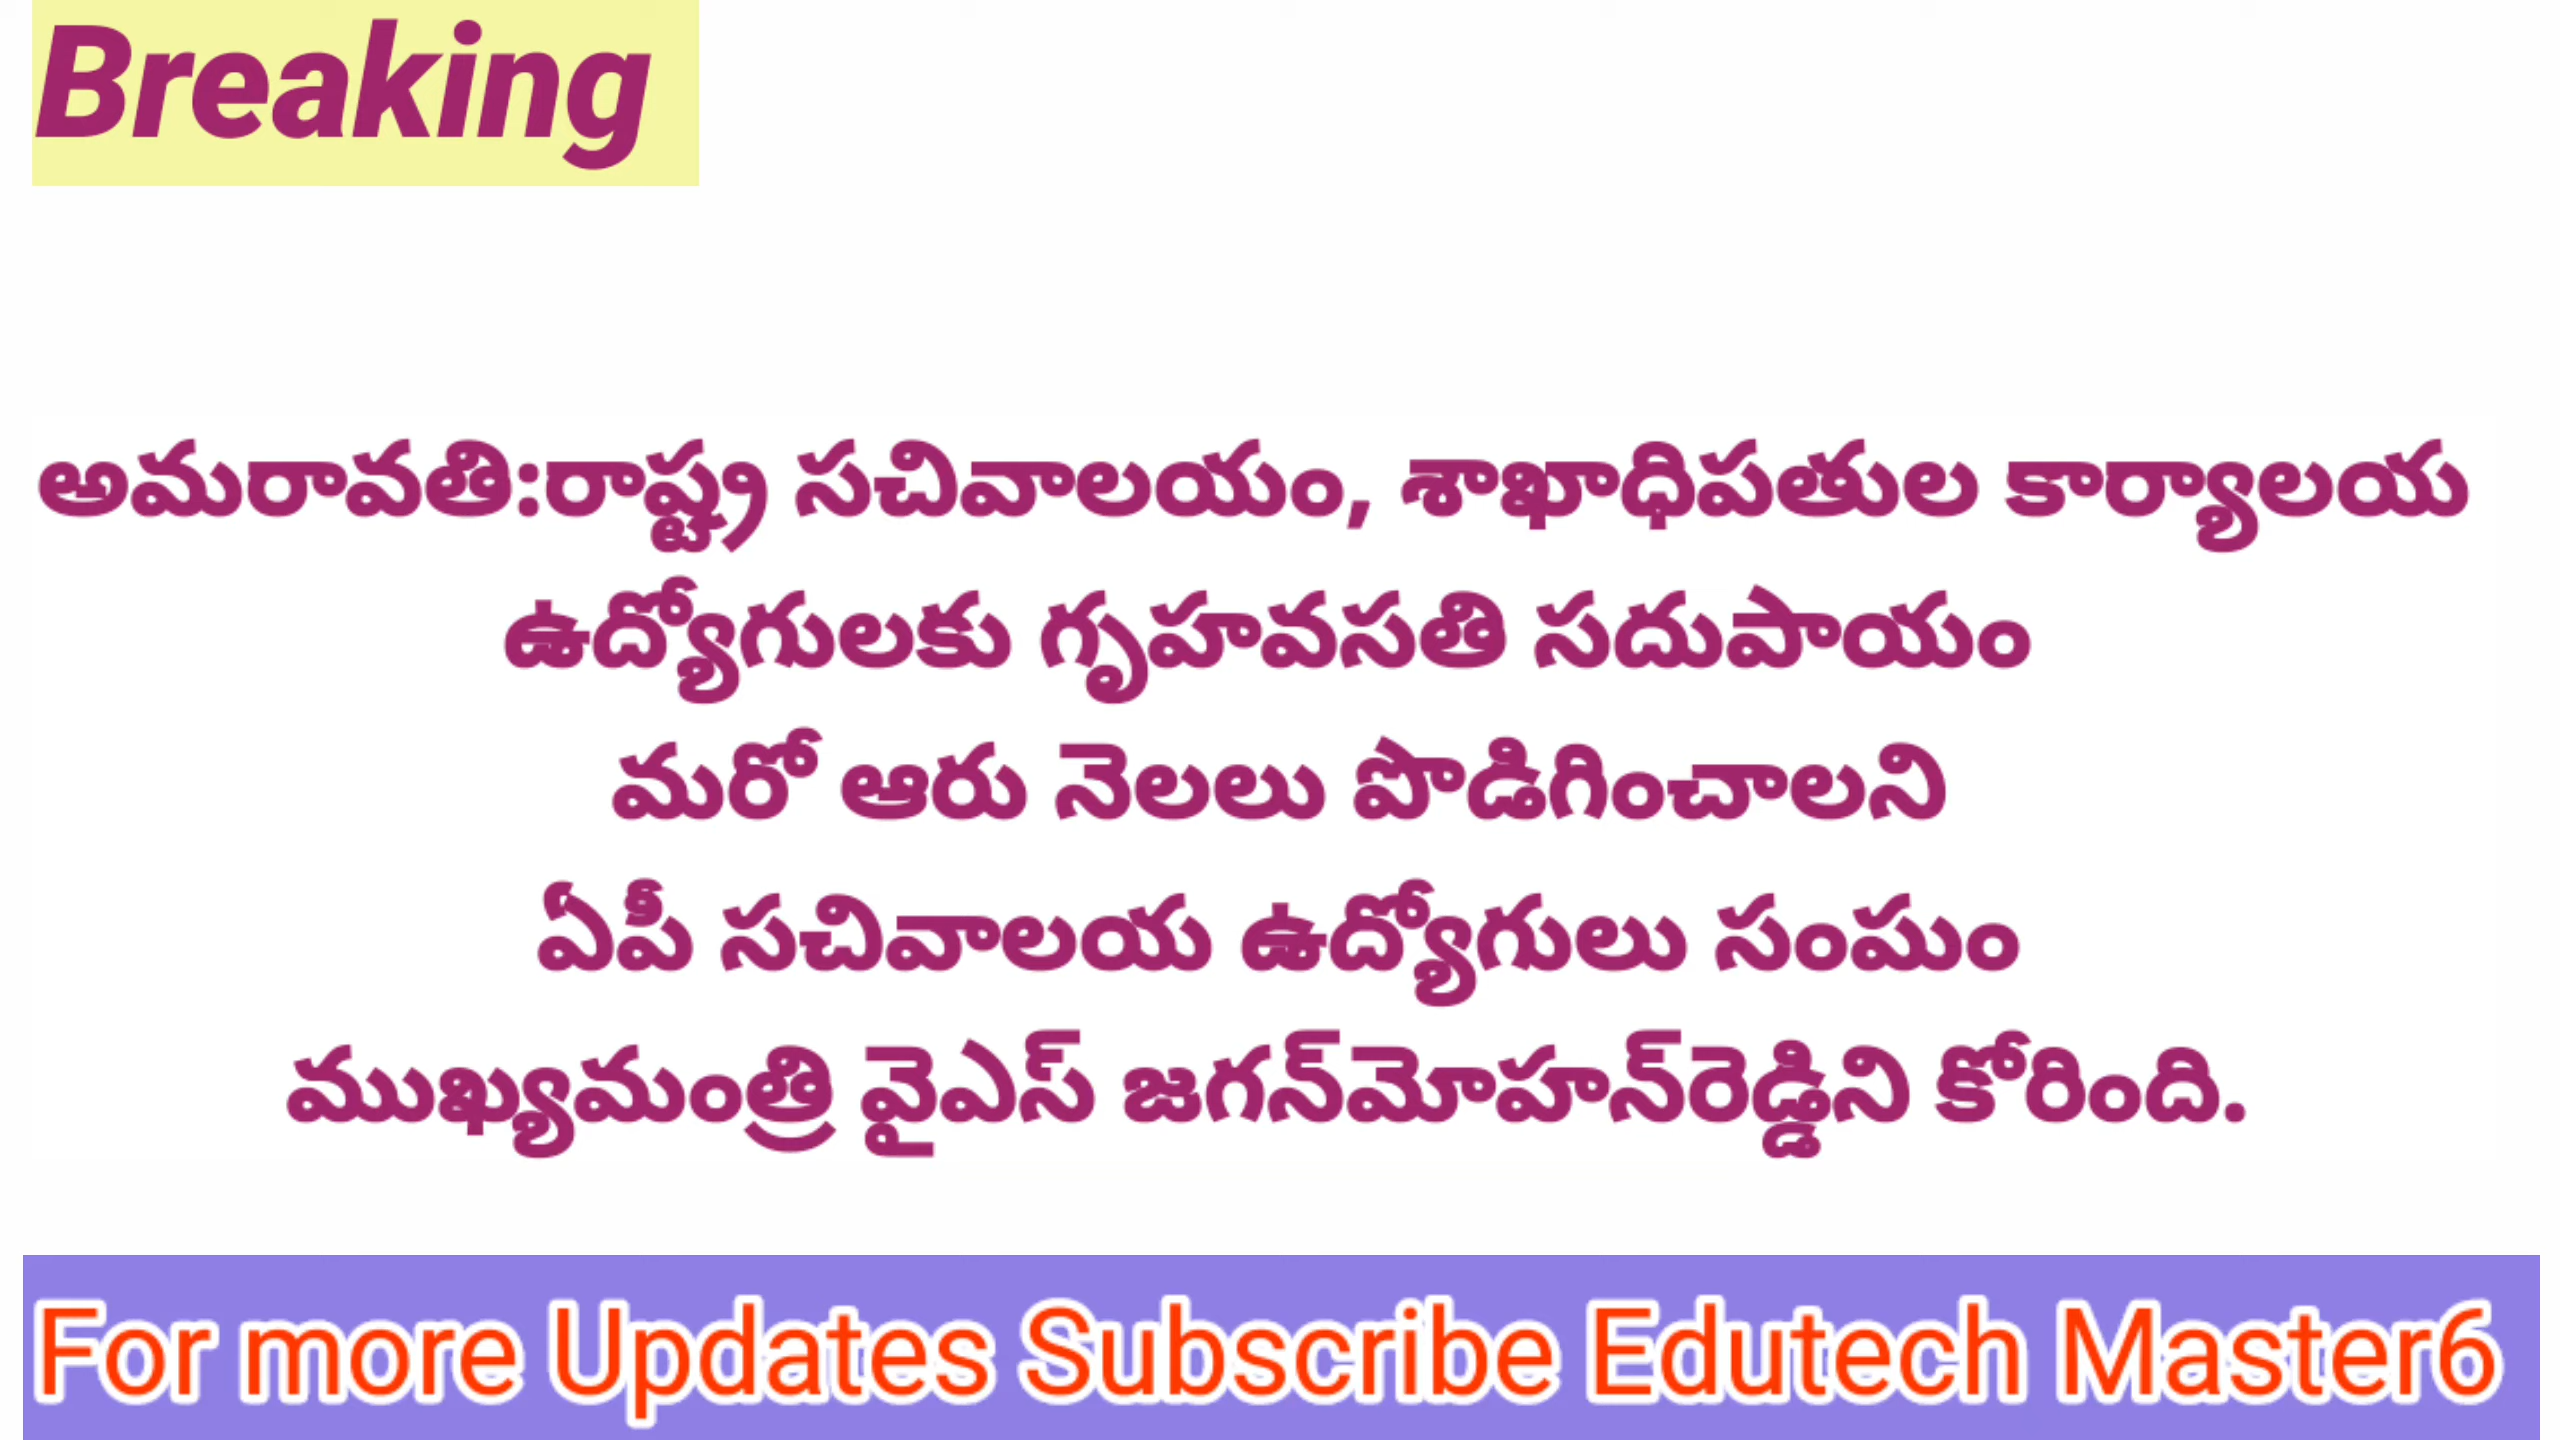 Breaking
అమరావతి:రాష్ట్ర సచివాలయం, శాఖాధిపతుల కార్యాలయ
ఉద్యోగులకు గృహవసతి సదుపాయం
మరో ఆరు నెలలు పొడిగించాలని
ఏపీ సచివాలయ ఉద్యోగులు సంఘం
ముఖ్యమంత్రి వైఎస్ జగన్‌మోహన్‌రెడ్డిని కోరింది.
For more Updates Subscribe Edutech Master6